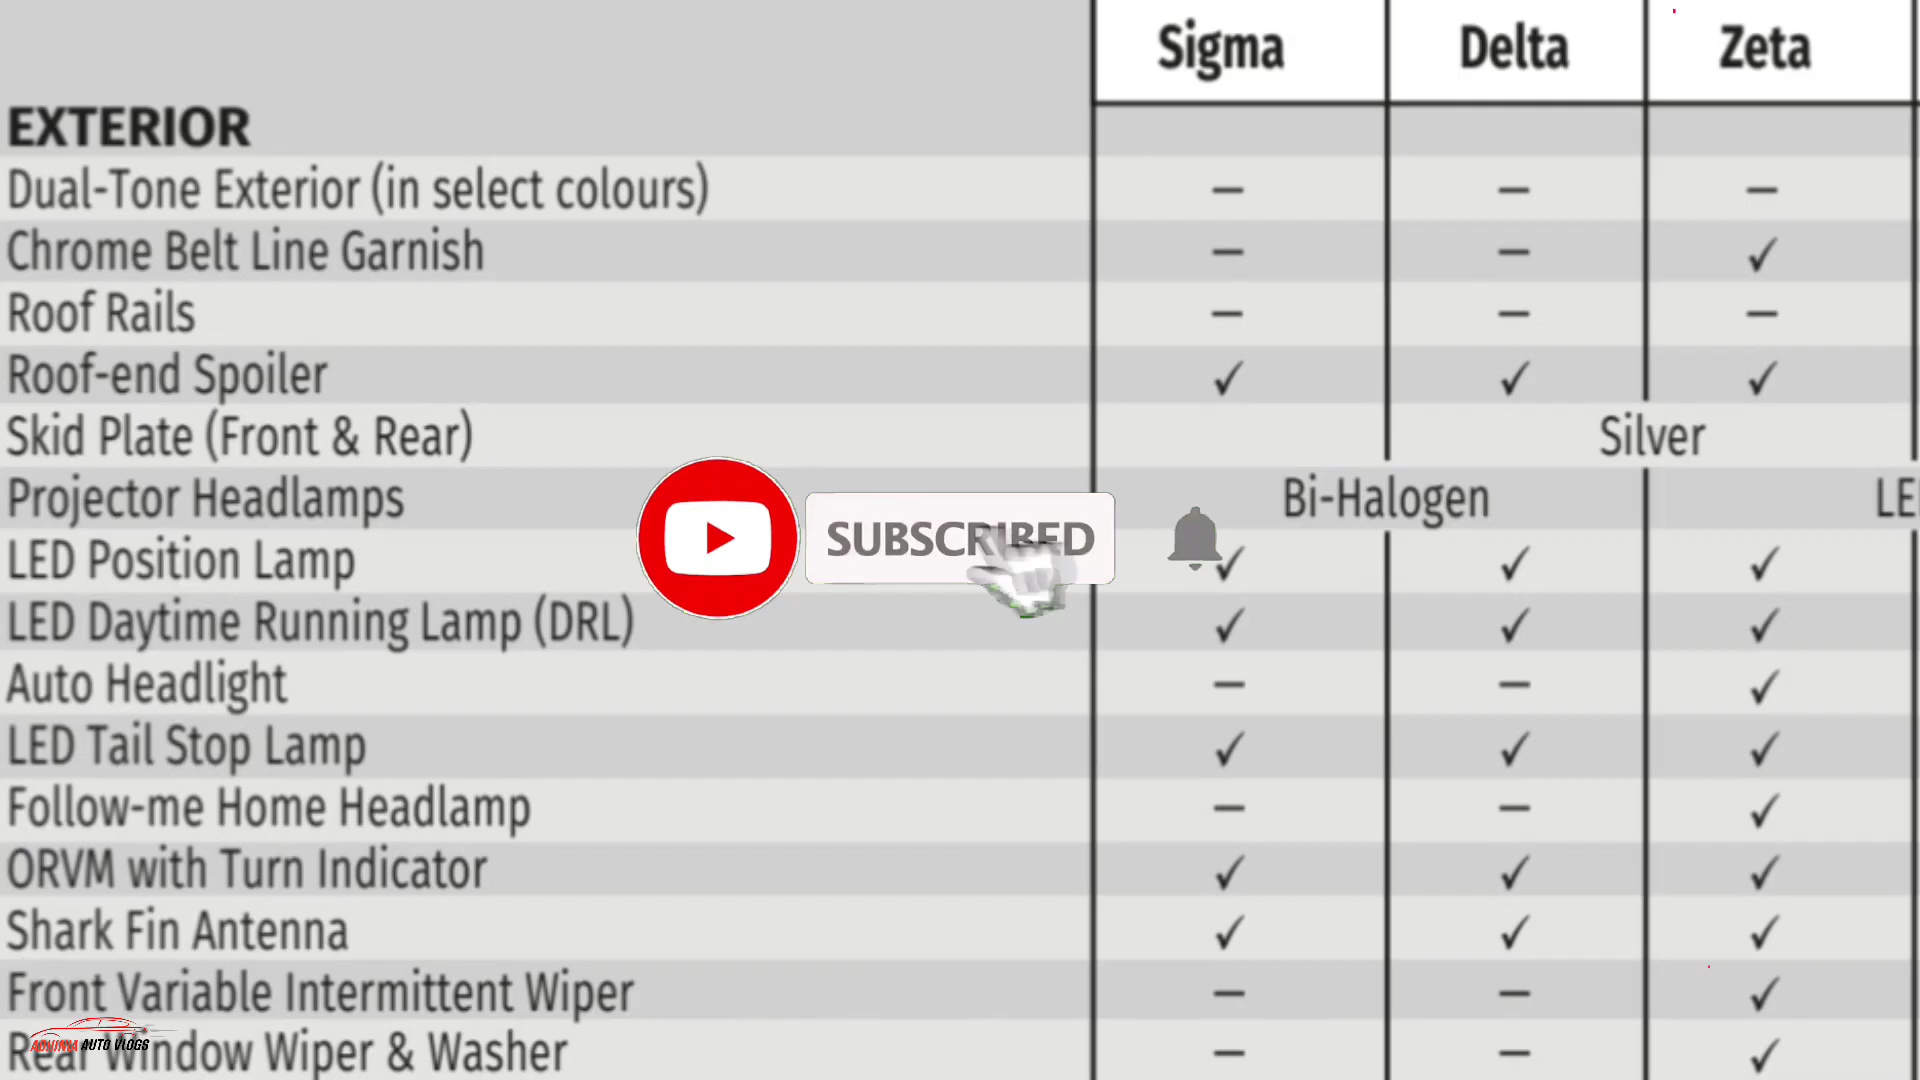 Sigma Delta Zeta
EXTERIOR
Dual-Tone Exterior (in select colours) – – –
Chrome Belt Line Garnish – – ✓
Roof Rails – – –
Roof-end Spoiler ✓ ✓ ✓
Skid Plate (Front & Rear) Silver
Projector Headlamps Bi-Halogen
SUBSCRIBED
LED Position Lamp ✓ ✓ ✓
LED Daytime Running Lamp (DRL) ✓ ✓ ✓
Auto Headlight – – ✓
LED Tail Stop Lamp ✓ ✓ ✓
Follow-me Home Headlamp – – ✓
ORVM with Turn Indicator ✓ ✓ ✓
Shark Fin Antenna ✓ ✓ ✓
Front Variable Intermittent Wiper – – ✓
Rear Window Wiper & Washer – – ✓
AUTO VLOGS